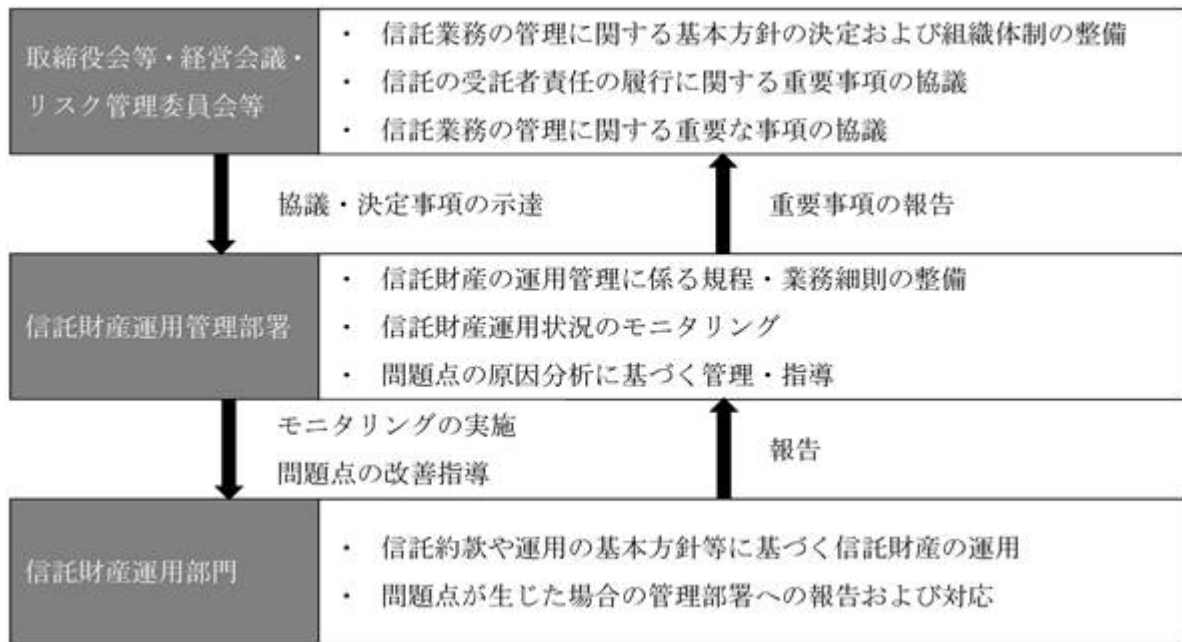 取締役会等・経営会議・
リスク管理委員会等
・ 信託業務の管理に関する基本方針の決定および組織体制の整備
・ 信託の受託者責任の履行に関する重要事項の協議
・ 信託業務の管理に関する重要な事項の協議
協議・決定事項の示達
重要事項の報告
信託財産運用管理部署
・ 信託財産の運用管理に係る規程・業務細則の整備
・ 信託財産運用状況のモニタリング
・ 問題点の原因分析に基づく管理・指導
モニタリングの実施
問題点の改善指導
報告
信託財産運用部門
・ 信託約款や運用の基本方針等に基づく信託財産の運用
・ 問題点が生じた場合の管理部署への報告および対応